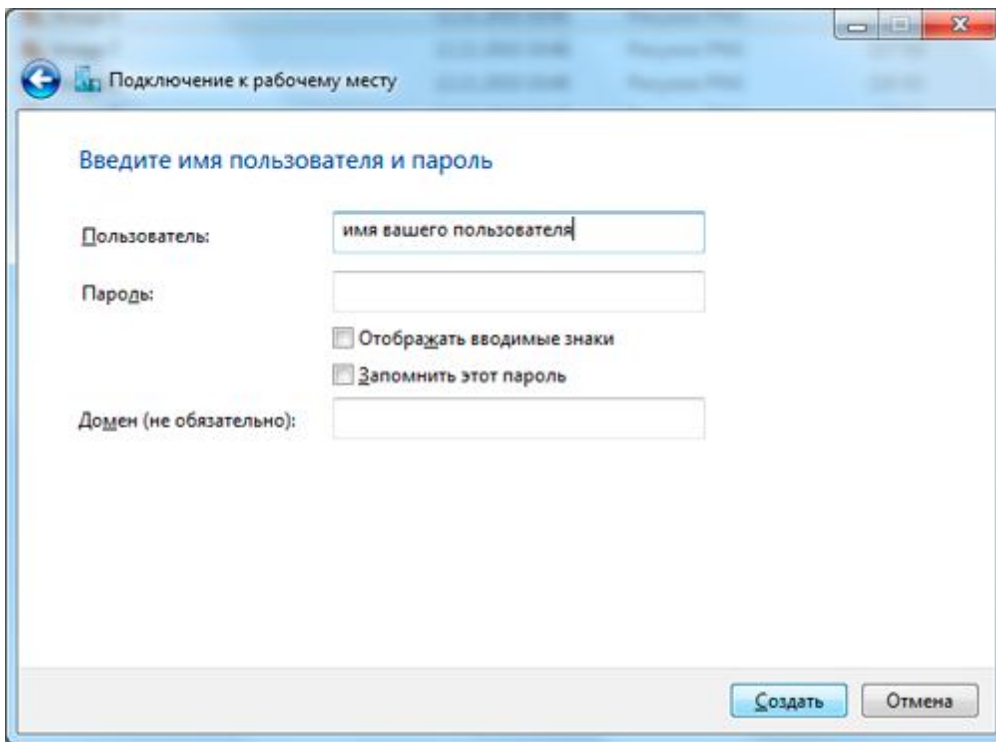 Подключение к рабочему месту
Введите имя пользователя и пароль
Пользователь: имя вашего пользователя
Пароль:
Отображать вводимые знаки
Запомнить этот пароль
Домен (не обязательно):
Создать Отмена